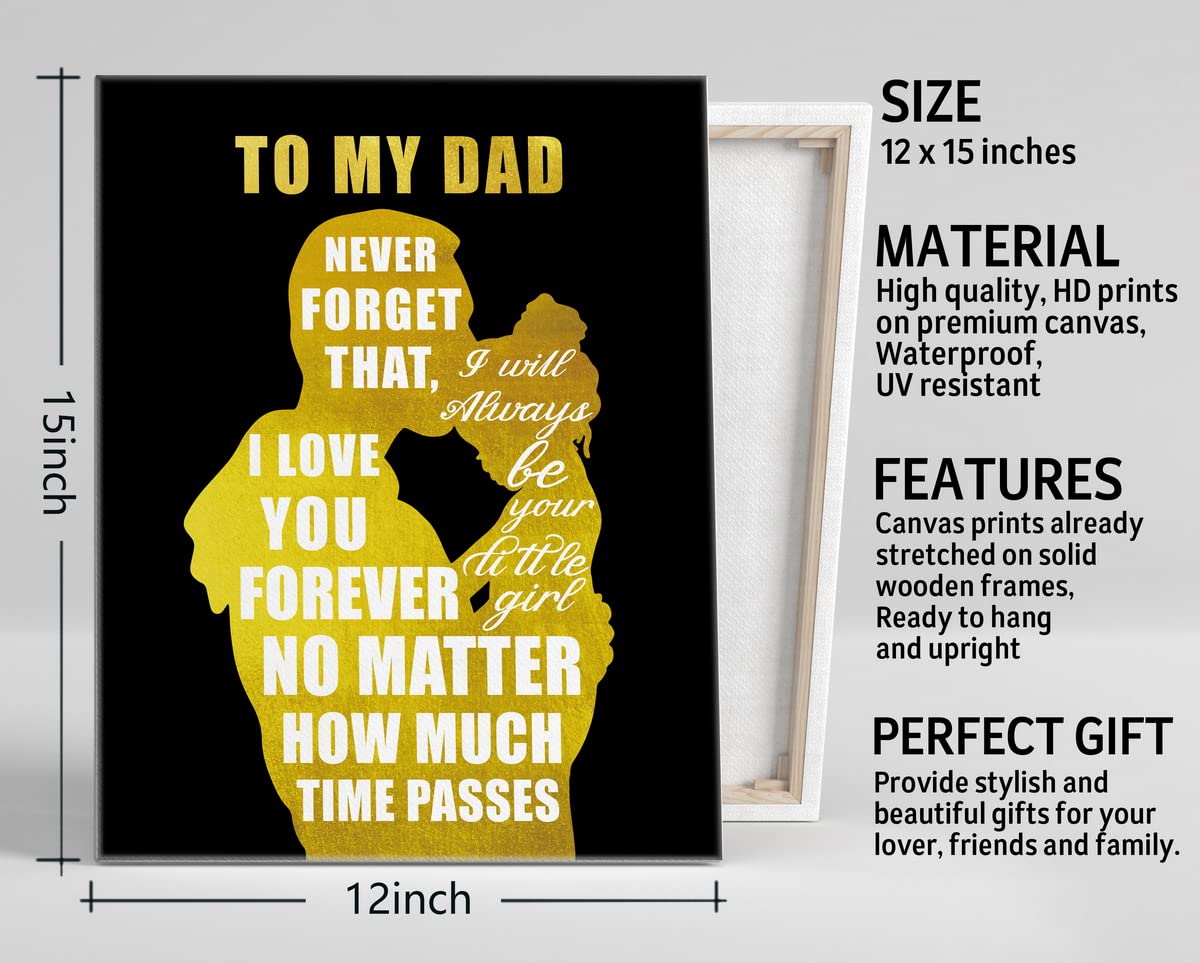 TO MY DAD
NEVER
FORGET
THAT,
I LOVE
YOU
FOREVER
NO MATTER
HOW MUCH
TIME PASSES
I will
Always
be
your
little
girl
15inch
12inch
SIZE
12 x 15 inches
MATERIAL
High quality, HD prints
on premium canvas,
Waterproof,
UV resistant
FEATURES
Canvas prints already
stretched on solid
wooden frames,
Ready to hang
and upright
PERFECT GIFT
Provide stylish and
beautiful gifts for your
lover, friends and family.